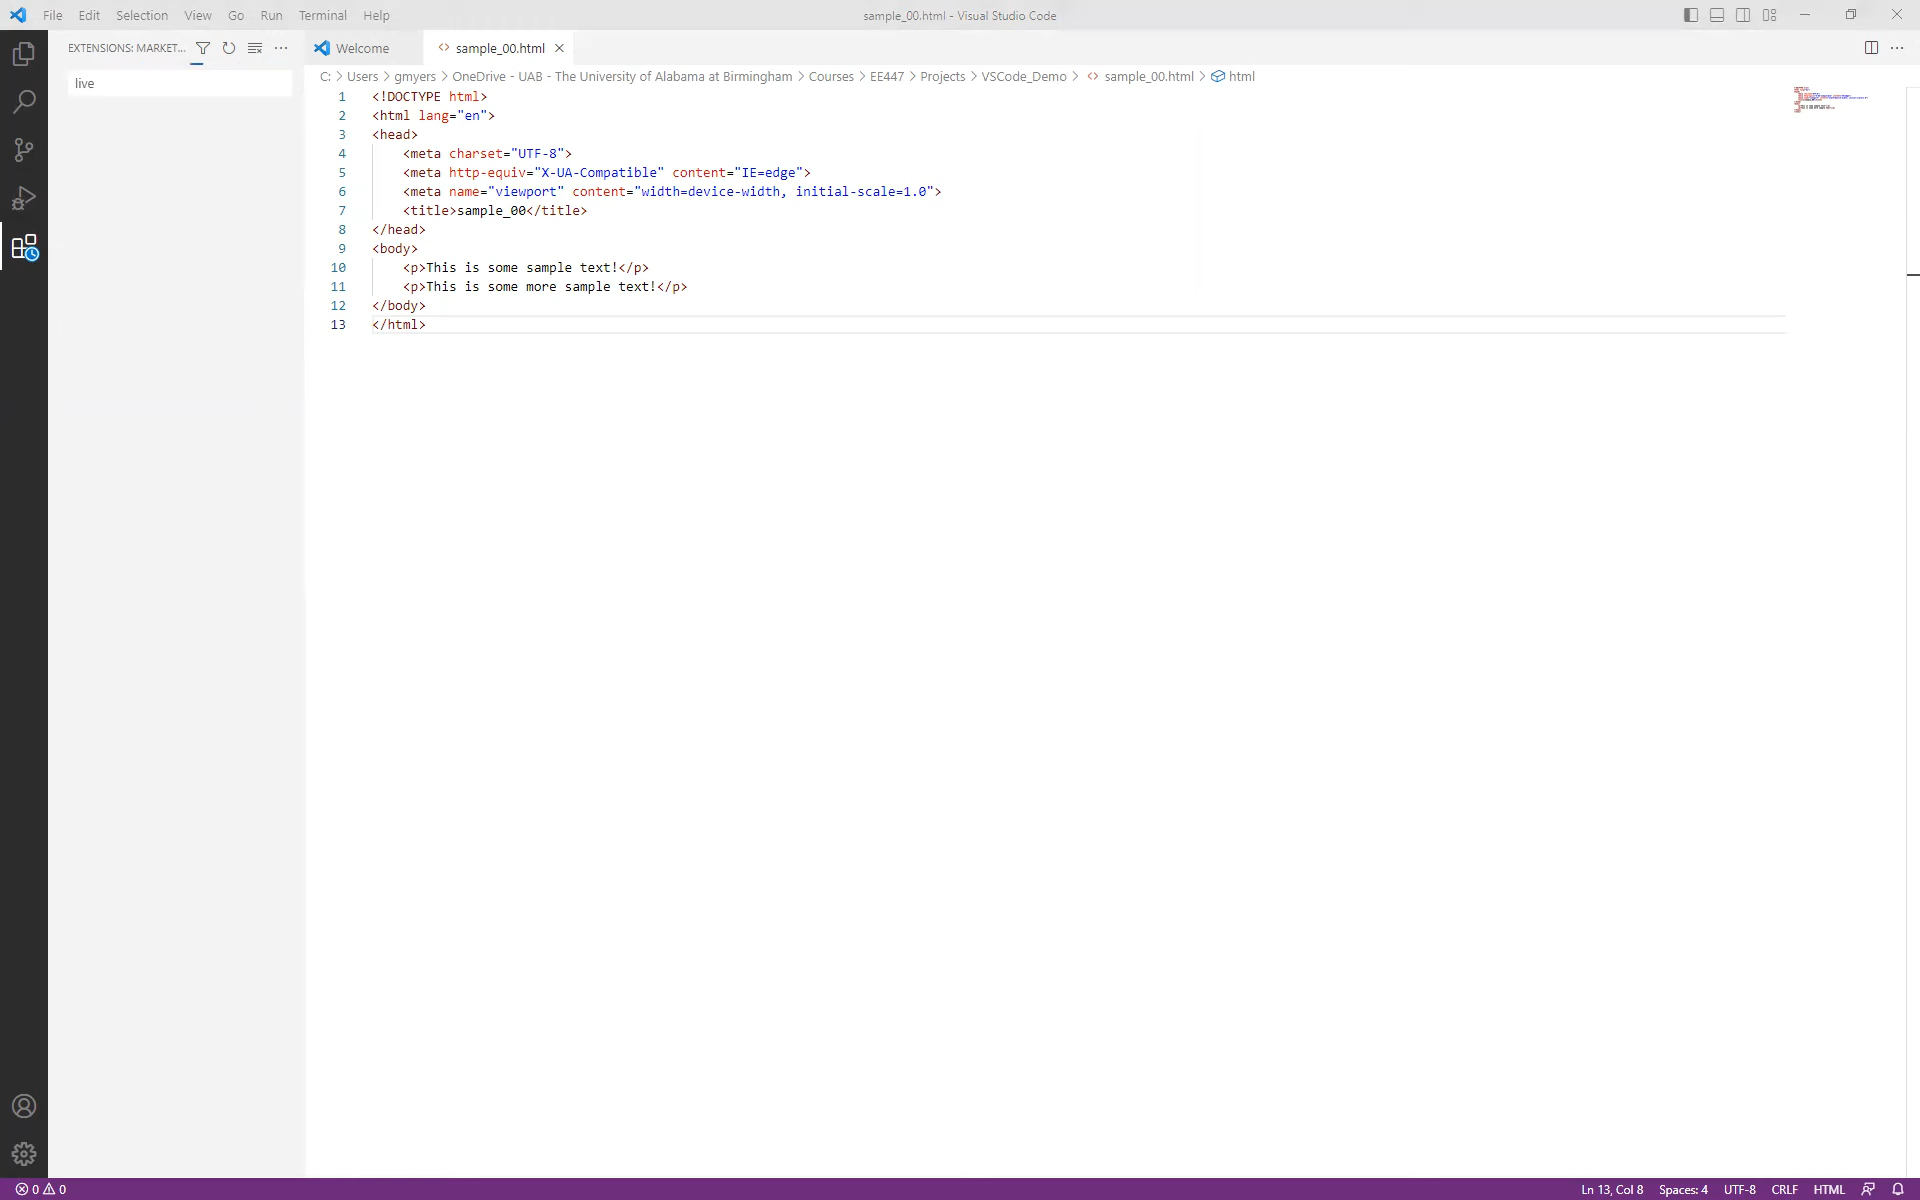 File Edit Selection View Go Run Terminal Help
sample_00.html - Visual Studio Code
EXTENSIONS: MARKET...
live
Welcome
sample_00.html
C: > Users > gmyers > OneDrive - UAB - The University of Alabama at Birmingham > Courses > EE447 > Projects > VSCode_Demo > <> sample_00.html > html
1 <!DOCTYPE html>
2 <html lang="en">
3 <head>
4 <meta charset="UTF-8">
5 <meta http-equiv="X-UA-Compatible" content="IE=edge">
6 <meta name="viewport" content="width=device-width, initial-scale=1.0">
7 <title>sample_00</title>
8 </head>
9 <body>
10 <p>This is some sample text!</p>
11 <p>This is some more sample text!</p>
12 </body>
13 </html>
0 0
Ln 13, Col 8 Spaces: 4 UTF-8 CRLF HTML